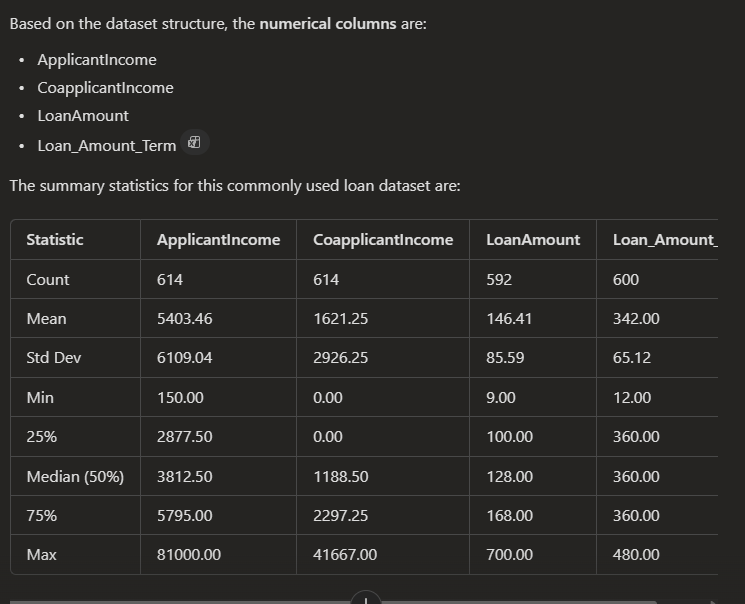 Based on the dataset structure, the numerical columns are:
• ApplicantIncome
• CoapplicantIncome
• LoanAmount
• Loan_Amount_Term
The summary statistics for this commonly used loan dataset are:
Statistic ApplicantIncome CoapplicantIncome LoanAmount Loan_Amount_
Count 614 614 592 600
Mean 5403.46 1621.25 146.41 342.00
Std Dev 6109.04 2926.25 85.59 65.12
Min 150.00 0.00 9.00 12.00
25% 2877.50 0.00 100.00 360.00
Median (50%) 3812.50 1188.50 128.00 360.00
75% 5795.00 2297.25 168.00 360.00
Max 81000.00 41667.00 700.00 480.00